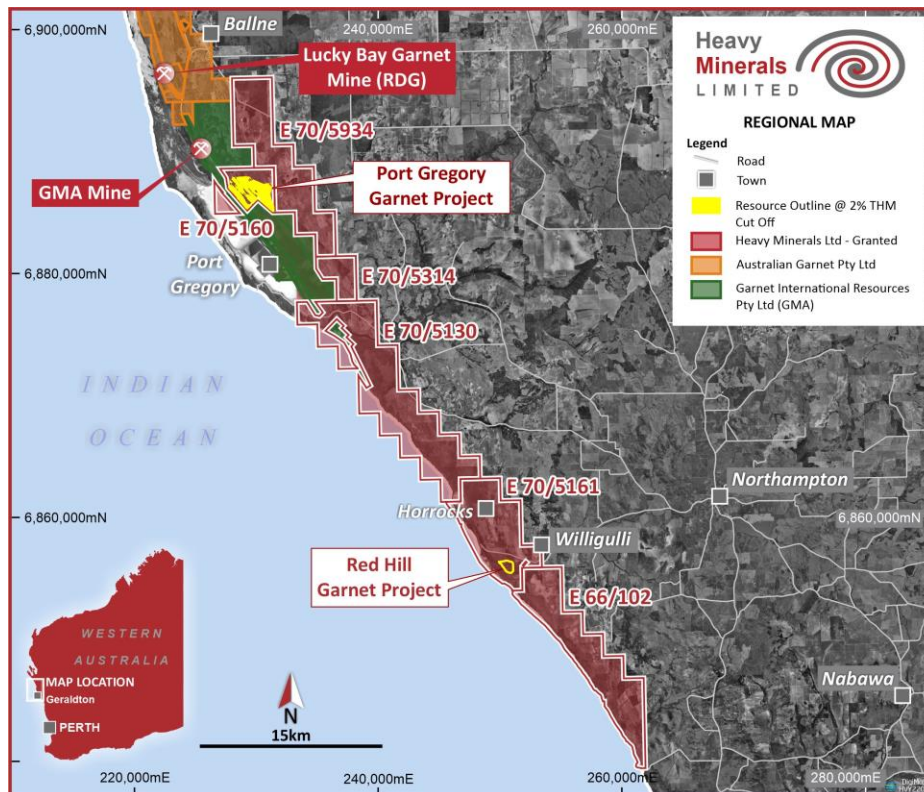 6,900,000mN
Ballne
240,000mE
260,000mE
Lucky Bay Garnet
Mine (RDG)
Heavy
Minerals
LIMITED
REGIONAL MAP
Legend
Road
Town
Resource Outline @ 2% THM
Cut Off
Heavy Minerals Ltd - Granted
Australian Garnet Pty Ltd
Garnet International Resources
Pty Ltd (GMA)
E 70/5934
GMA Mine
Port Gregory
Garnet Project
E 70/5160
6,880,000mN
Port
Gregory
E 70/5314
E 70/5130
INDIAN
OCEAN
E 70/5161
Northampton
Horrocks
6,860,000mN
6,860,000mN
Willigulli
Red Hill
Garnet Project
E 66/102
WESTERN
AUSTRALIA
MAP LOCATION
Geraldton
PERTH
N
15km
Nabawa
220,000mE
240,000mE
260,000mE
280,000mE